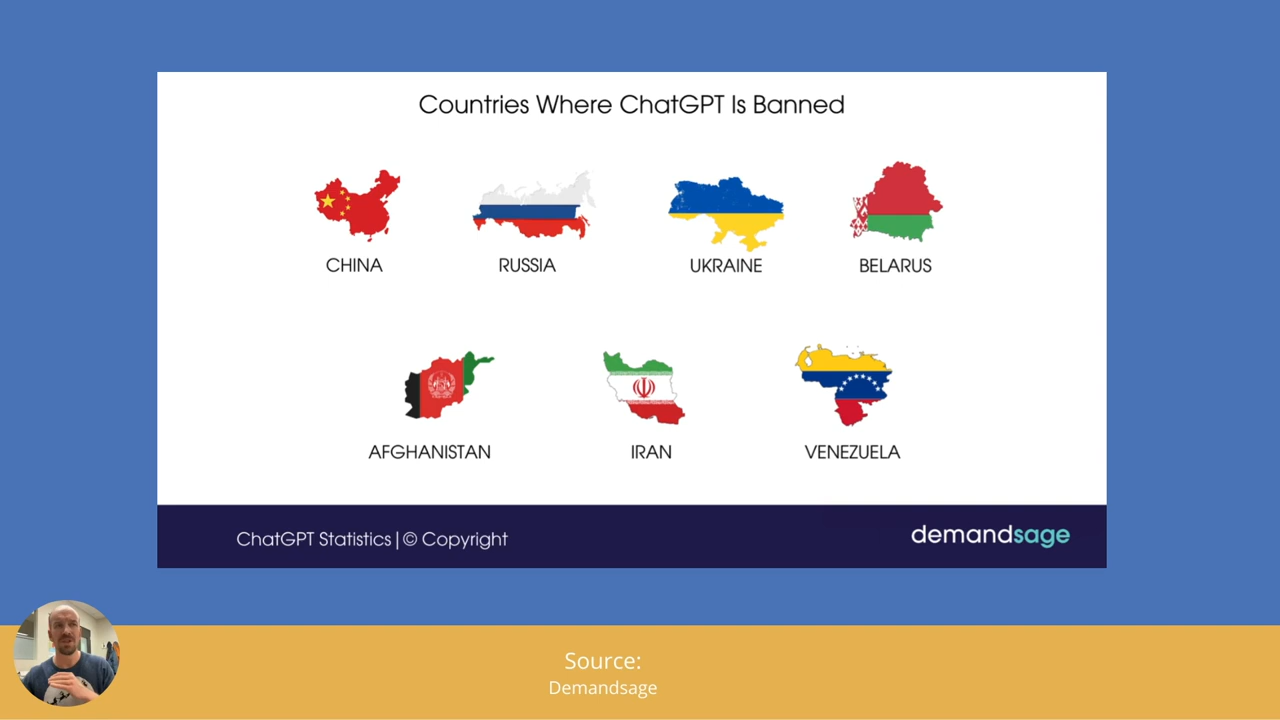 Countries Where ChatGPT Is Banned
CHINA
RUSSIA
UKRAINE
BELARUS
AFGHANISTAN
IRAN
VENEZUELA
ChatGPT Statistics|© Copyright
demandsage
Source:
Demandsage